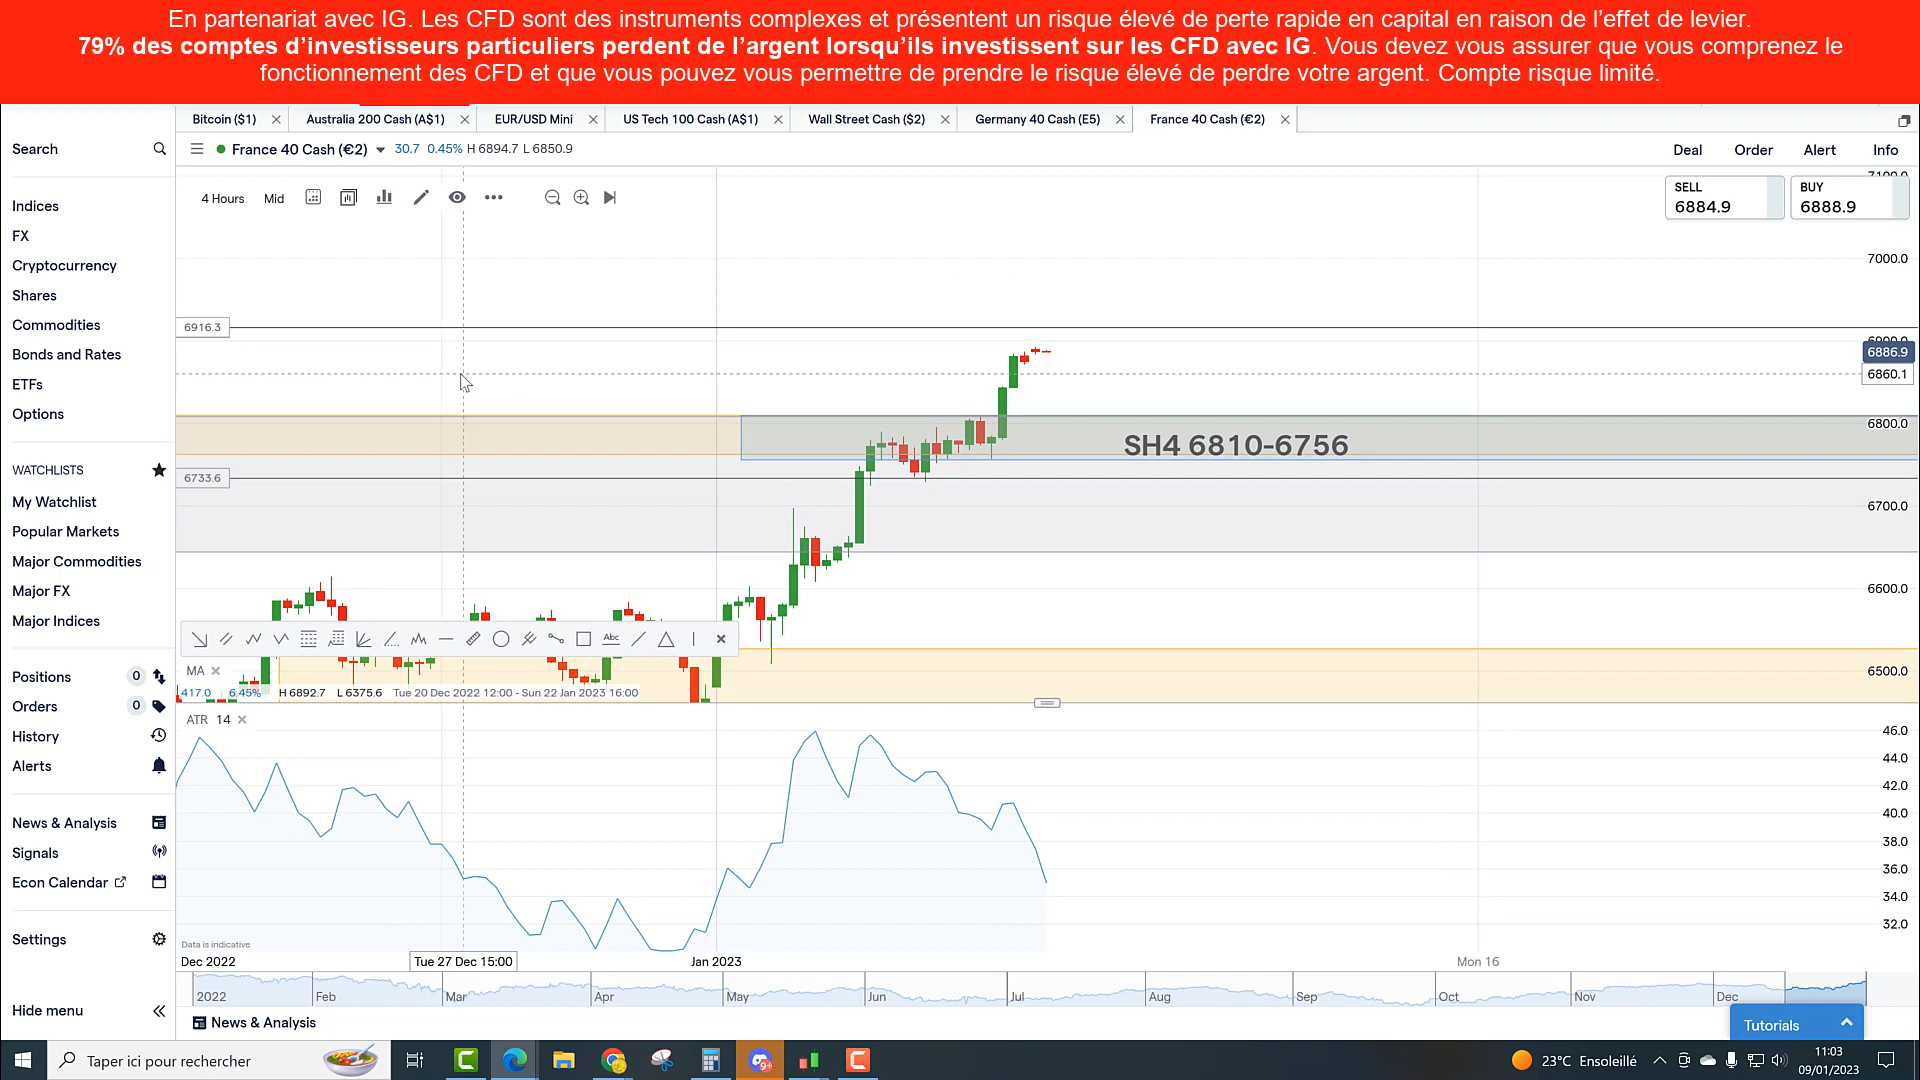 En partenariat avec IG. Les CFD sont des instruments complexes et présentent un risque élevé de perte rapide en capital en raison de l’effet de levier.
79% des comptes d’investisseurs particuliers perdent de l’argent lorsqu’ils investissent sur les CFD avec IG. Vous devez vous assurer que vous comprenez le
fonctionnement des CFD et que vous pouvez vous permettre de prendre le risque élevé de perdre votre argent. Compte risque limité.
Bitcoin ($1) Australia 200 Cash (A$1) EUR/USD Mini US Tech 100 Cash (A$1) Wall Street Cash ($2) Germany 40 Cash (E5) France 40 Cash (€2)
Search France 40 Cash (€2) 30.7 0.45% H 6894.7 L 6850.9 Deal Order Alert Info
7100.0
4 Hours Mid
SELL
6884.9
BUY
6888.9
Indices
FX
Cryptocurrency
Shares
Commodities
Bonds and Rates
ETFs
Options
WATCHLISTS
My Watchlist
Popular Markets
Major Commodities
Major FX
Major Indices
Positions 0
Orders 0
History
Alerts
News & Analysis
Signals
Econ Calendar
Settings
Hide menu
7000.0
6916.3
6886.9
6860.1
6800.0
SH4 6810-6756
6733.6
6700.0
6600.0
6500.0
Abc
MA
417.0 6.45% H 6892.7 L 6375.6 Tue 20 Dec 2022 12:00 - Sun 22 Jan 2023 16:00
ATR 14
46.0
44.0
42.0
40.0
38.0
36.0
34.0
32.0
Data is indicative
Dec 2022 Tue 27 Dec 15:00 Jan 2023 Mon 16
2022 Feb Mar Apr May Jun Jul Aug Sep Oct Nov Dec
News & Analysis
Tutorials
Taper ici pour rechercher
9+
23°C Ensoleillé
11:03
09/01/2023